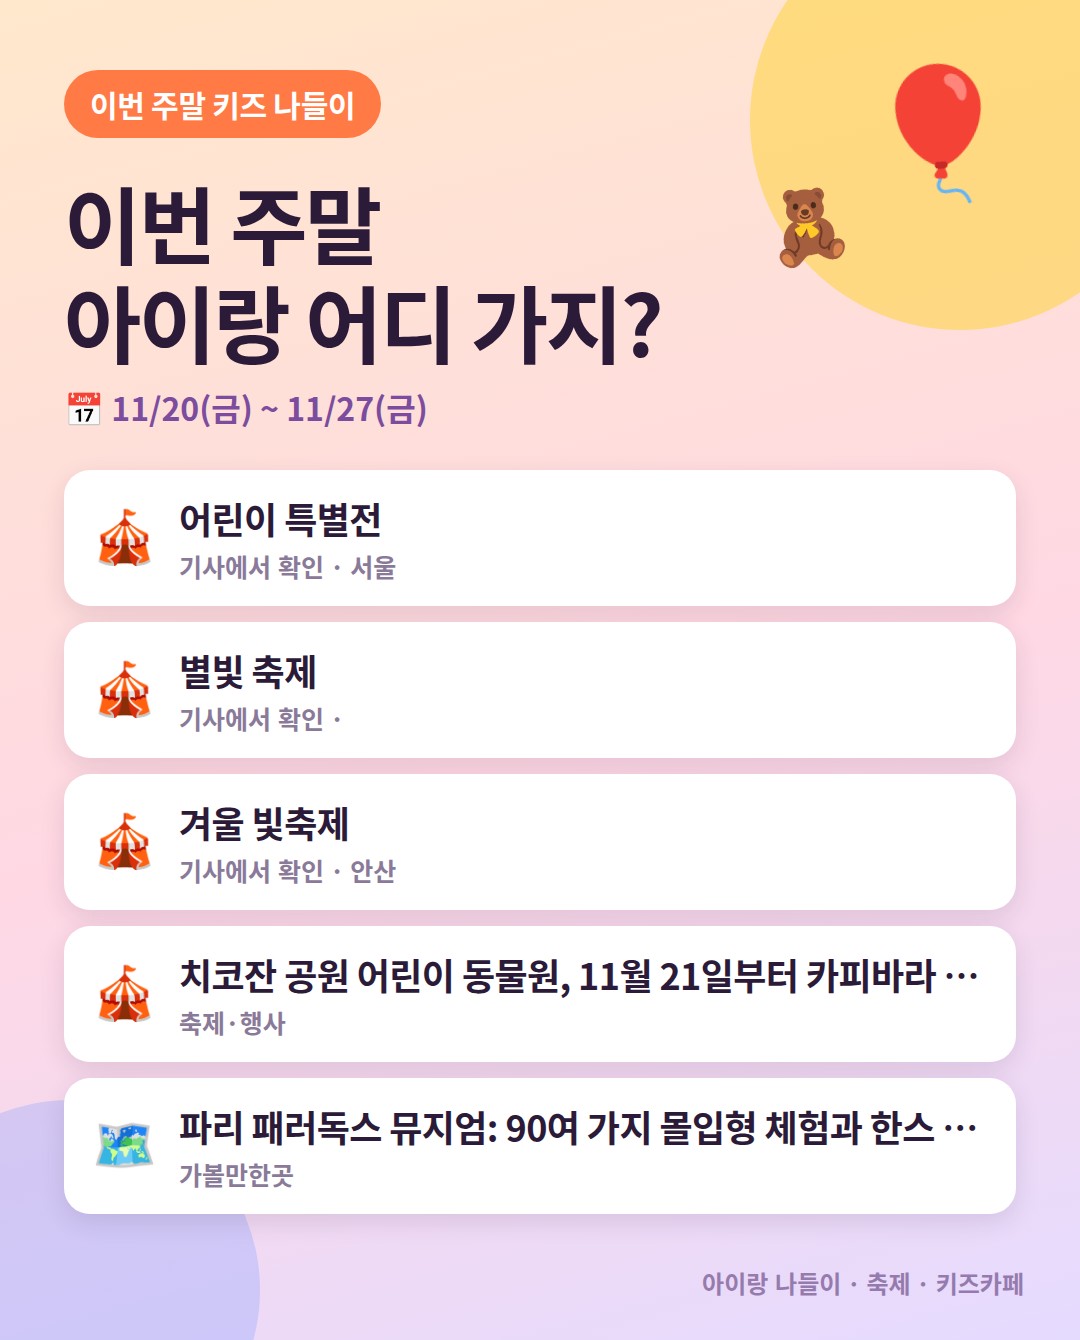 이번 주말 키즈 나들이
이번 주말
아이랑 어디 가지?
📅 11/20(금) ~ 11/27(금)
어린이 특별전
기사에서 확인 · 서울
별빛 축제
기사에서 확인 ·
겨울 빛축제
기사에서 확인 · 안산
치코잔 공원 어린이 동물원, 11월 21일부터 카피바라 …
축제·행사
파리 패러독스 뮤지엄: 90여 가지 몰입형 체험과 한스 …
가볼만한곳
아이랑 나들이 · 축제 · 키즈카페